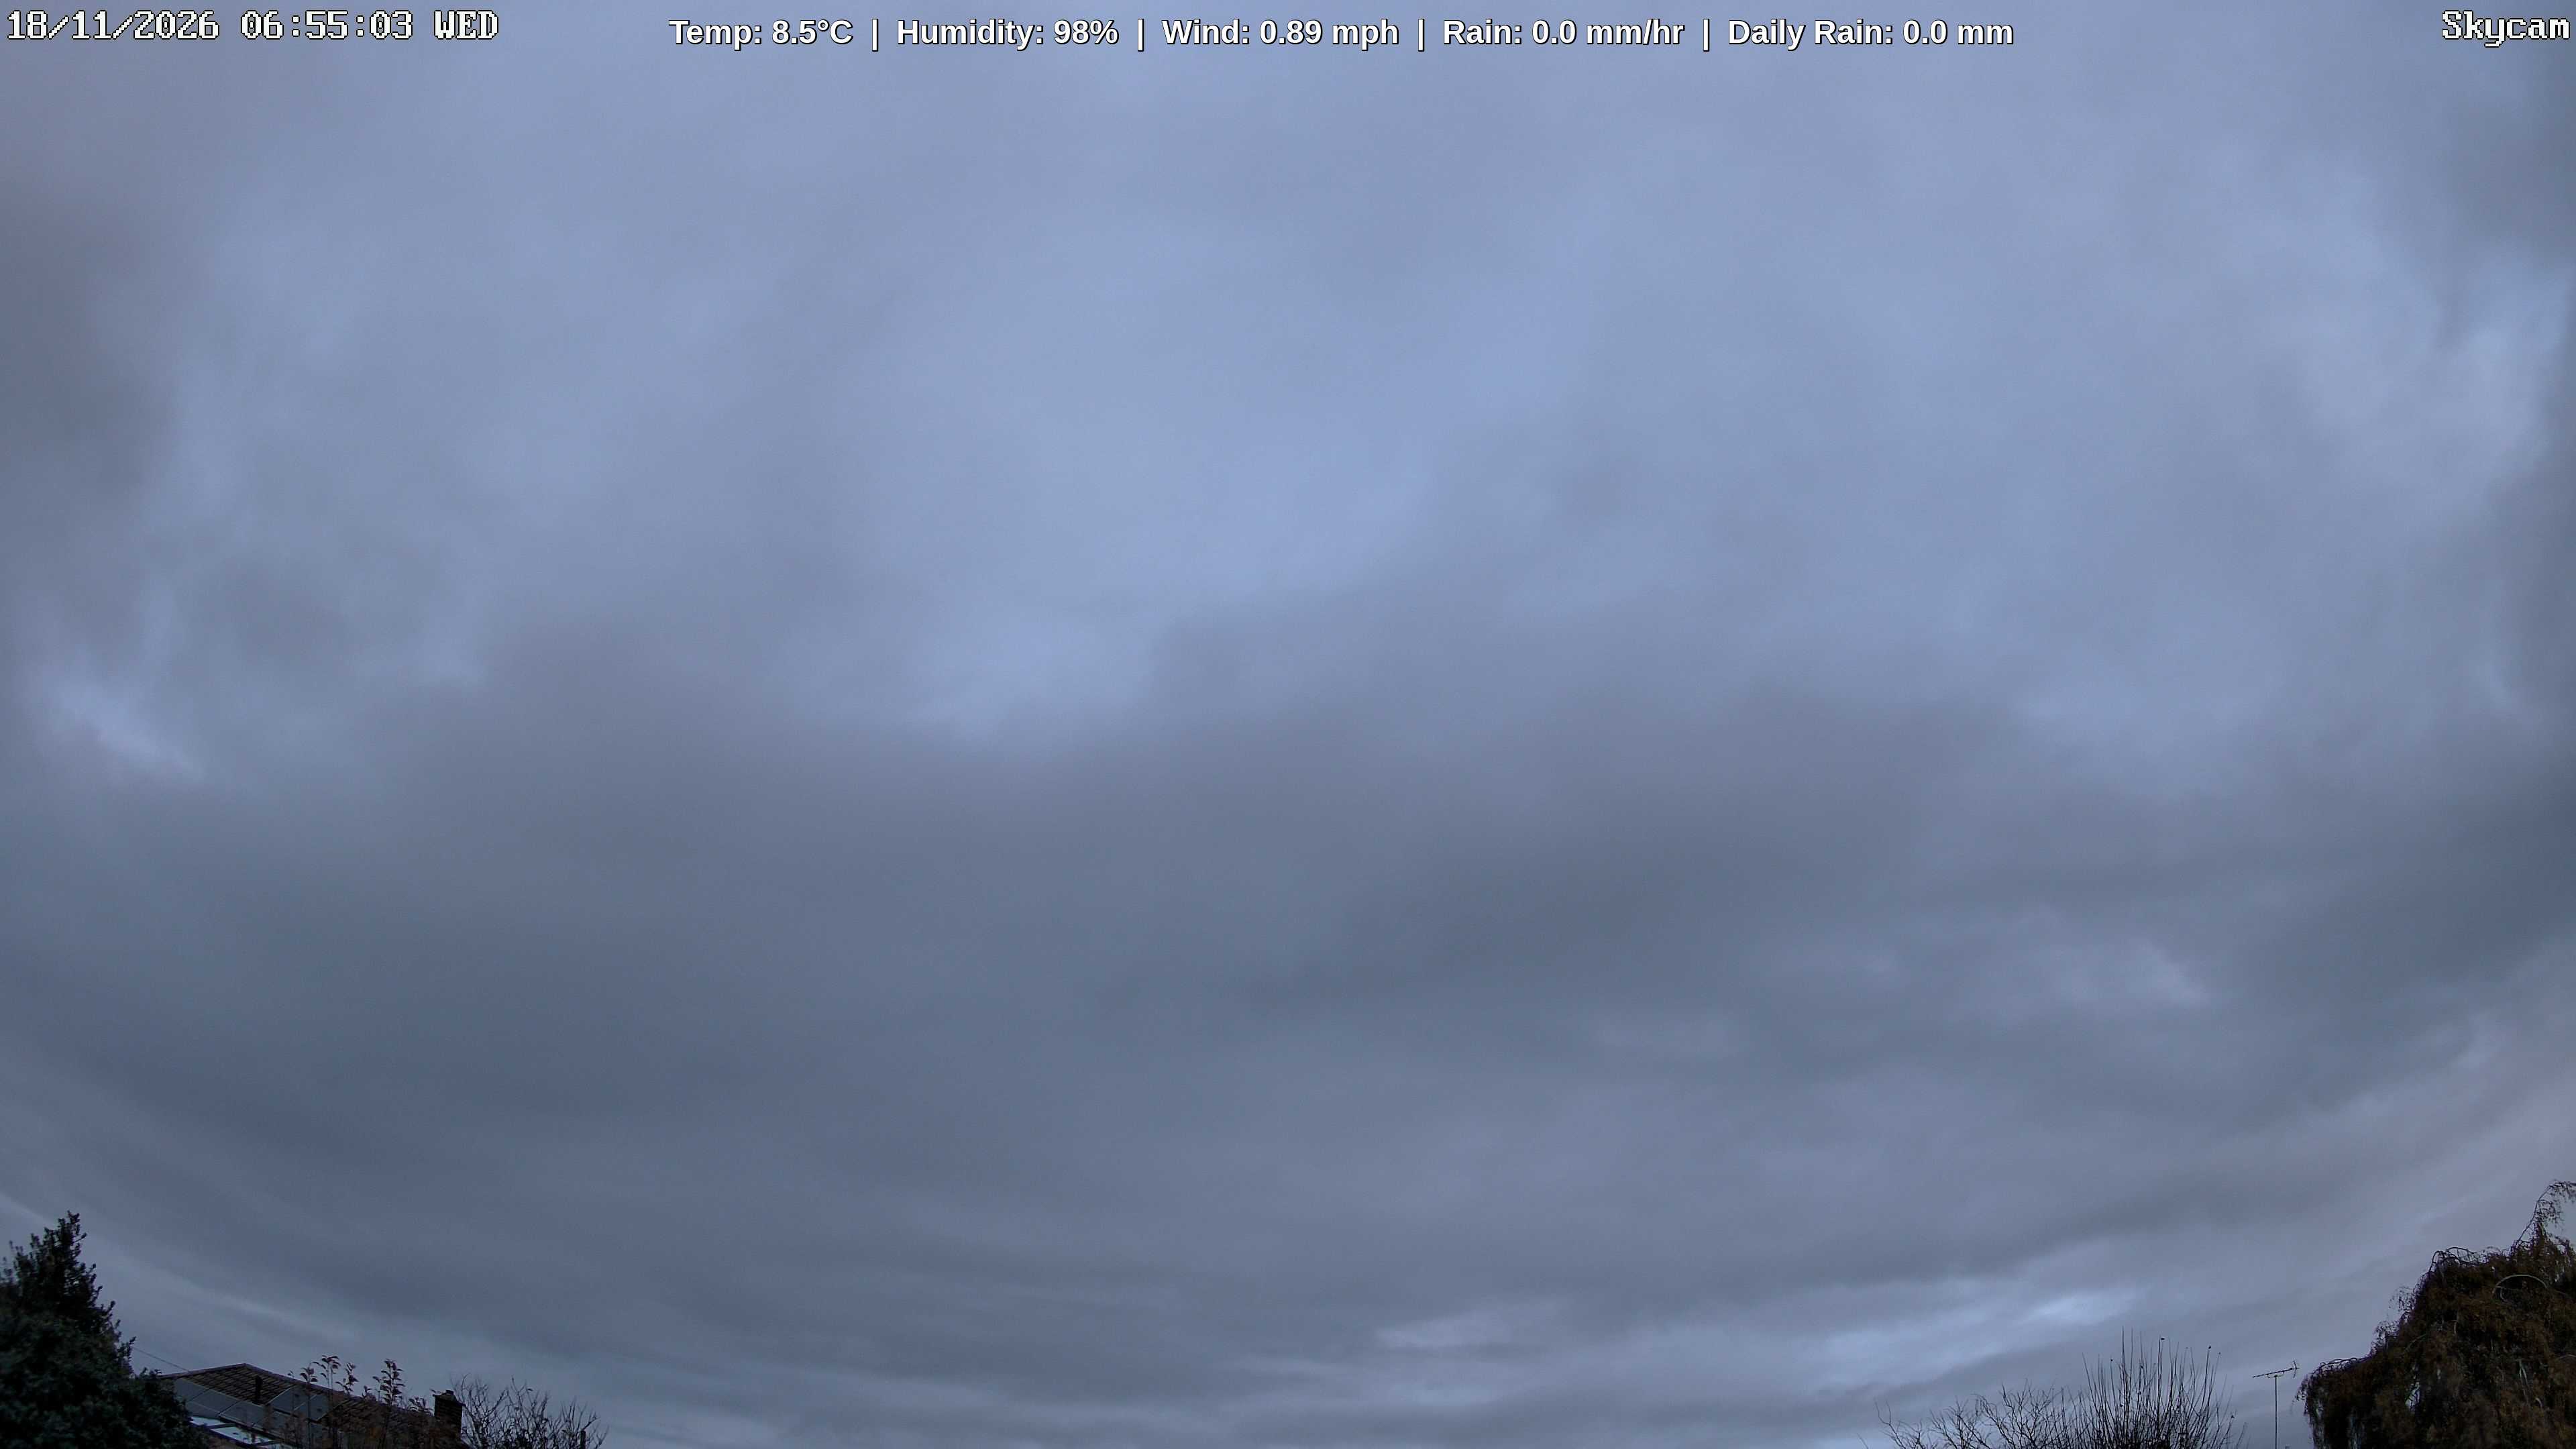 18/11/2026 06:55:03 WED
Temp: 8.5°C | Humidity: 98% | Wind: 0.89 mph | Rain: 0.0 mm/hr | Daily Rain: 0.0 mm
Skycam